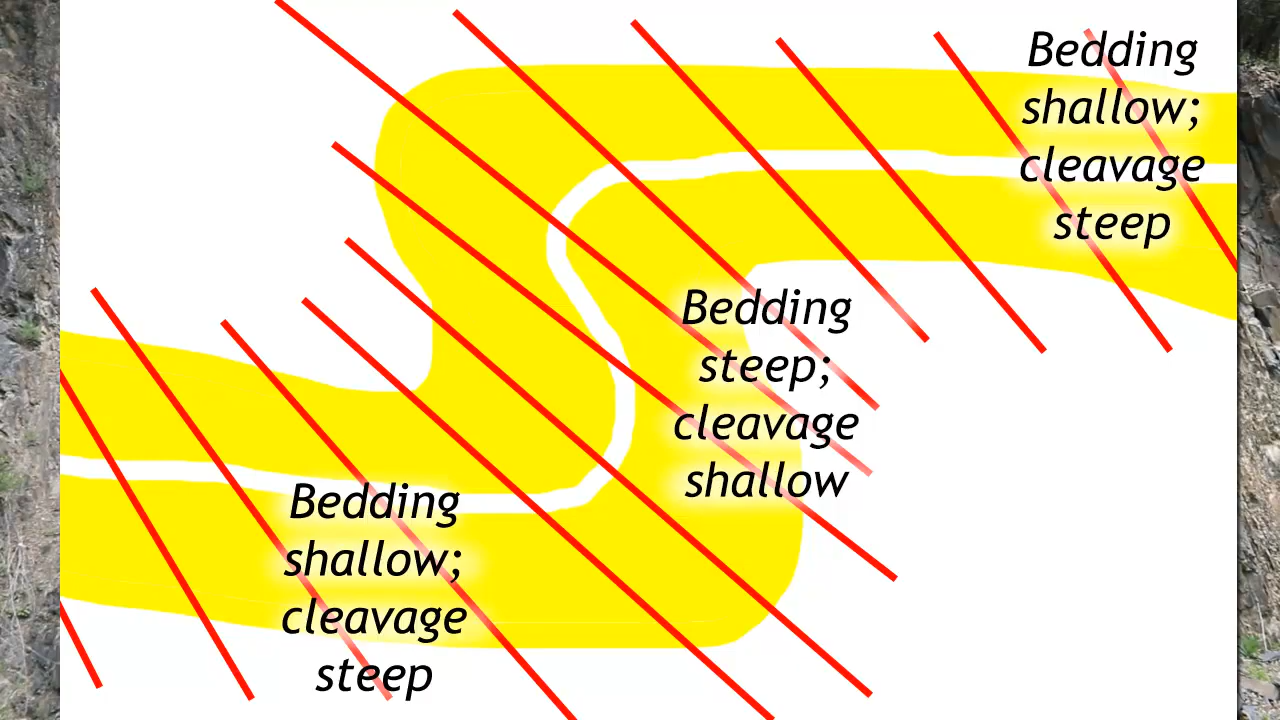 Bedding
shallow;
cleavage
steep
Bedding
steep;
cleavage
shallow
Bedding
shallow;
cleavage
steep